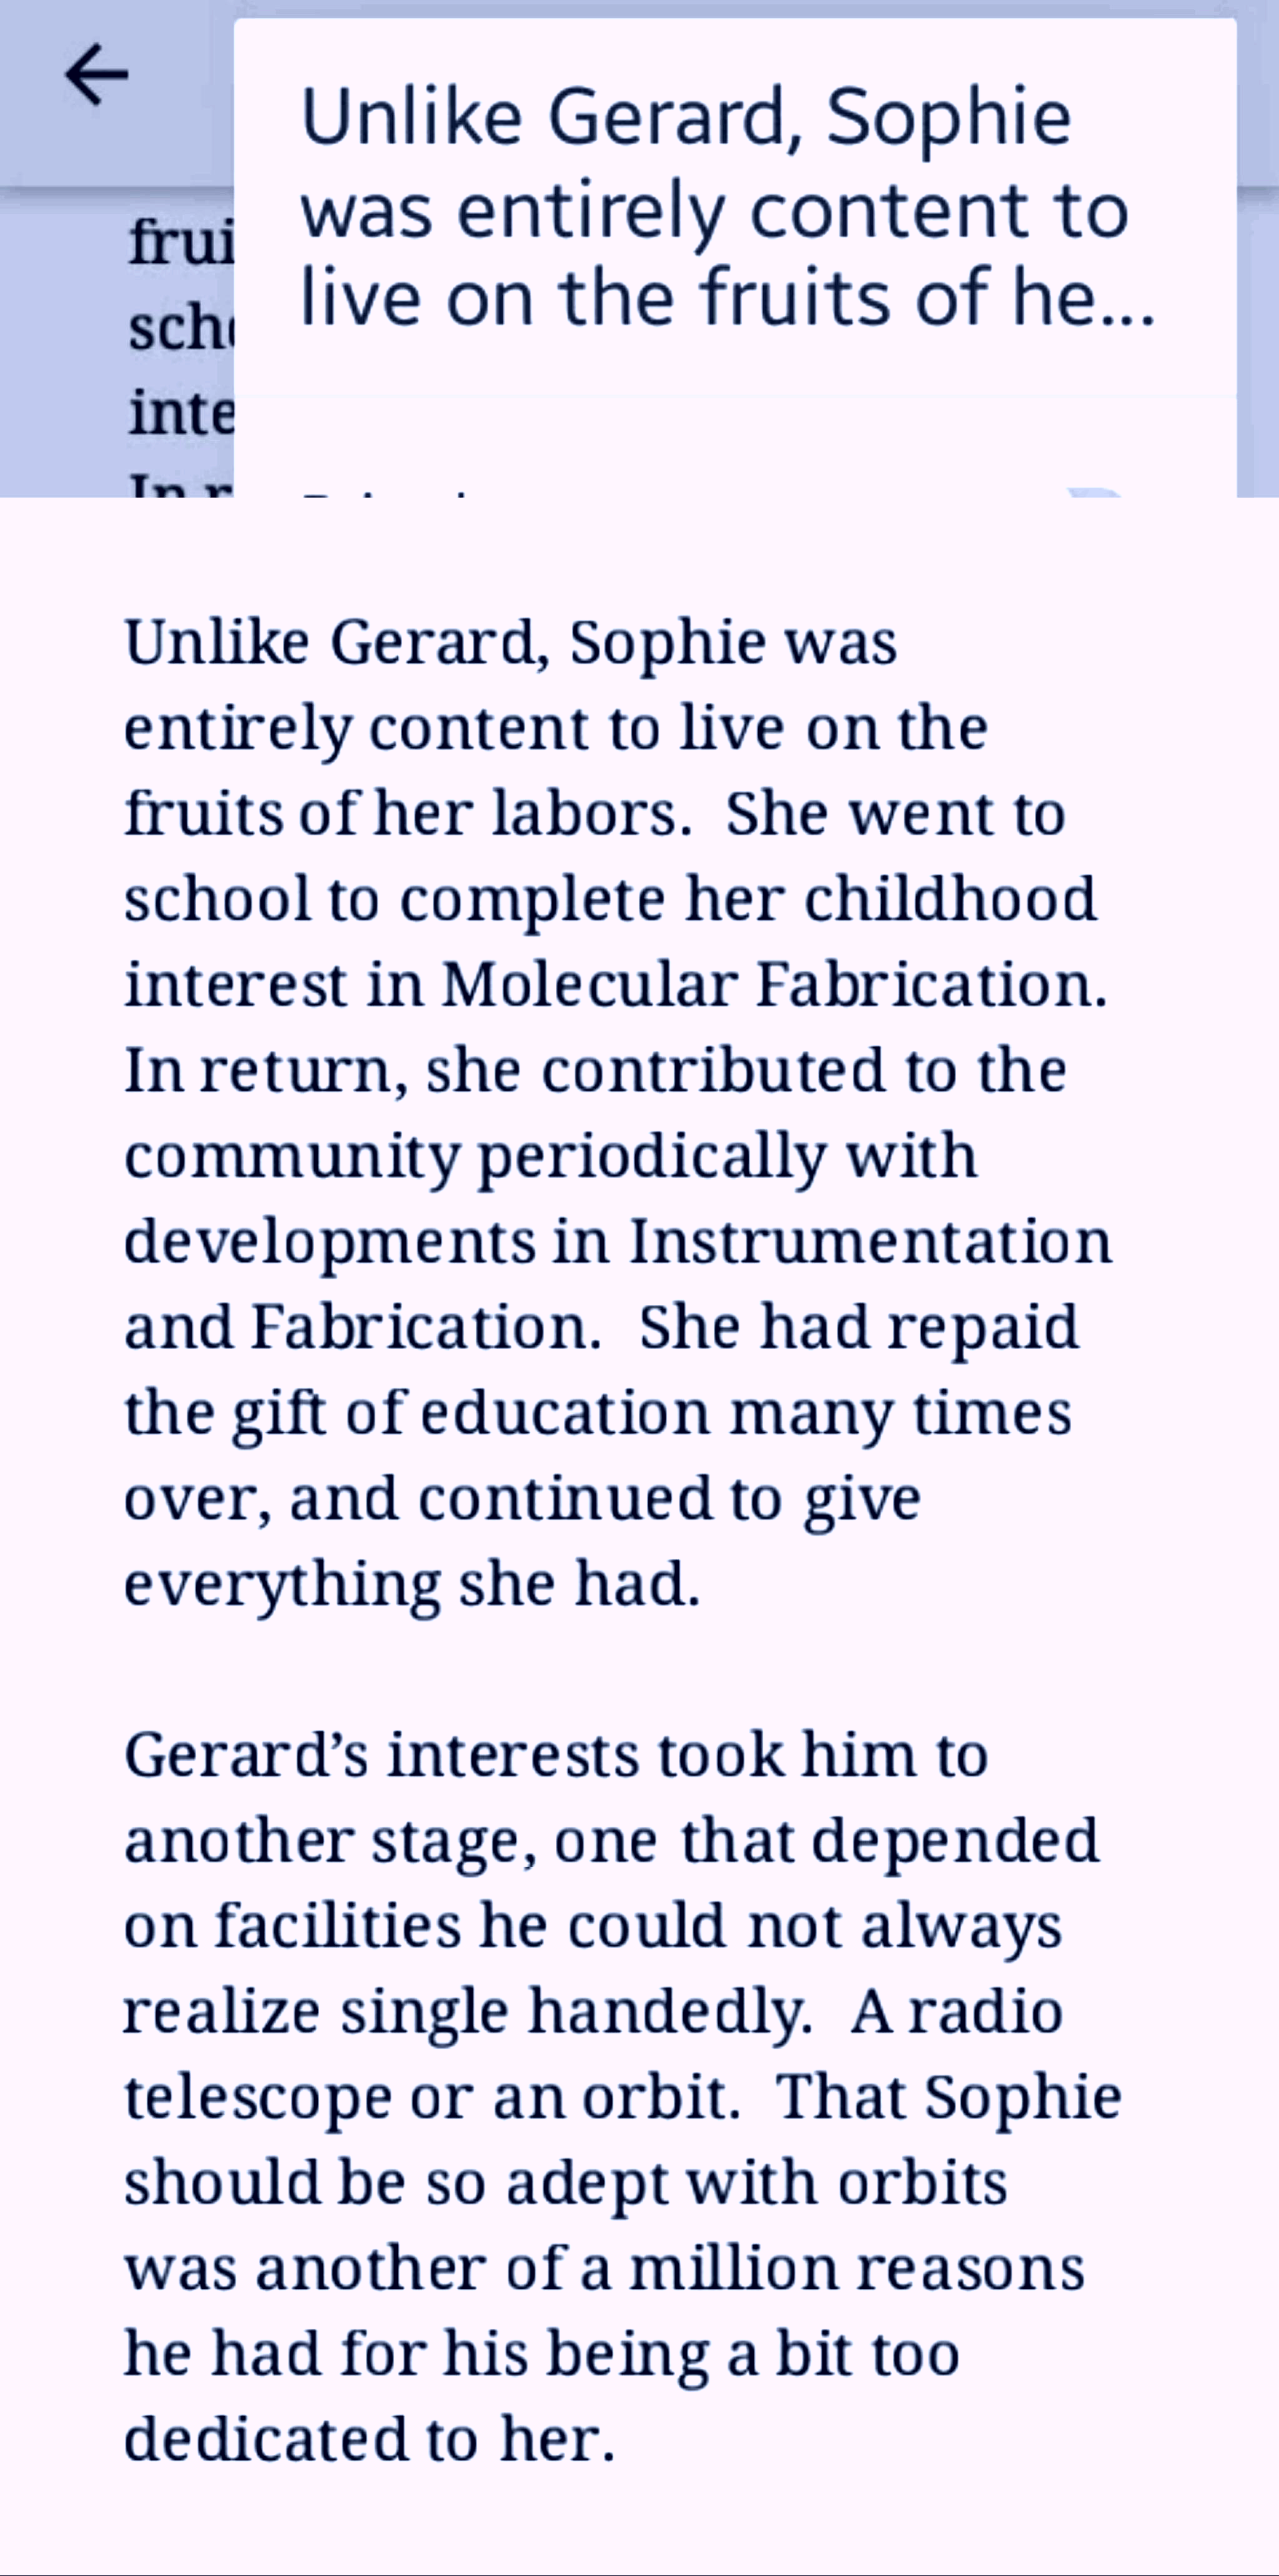 Unlike Gerard, Sophie
was entirely content to
live on the fruits of he...
Unlike Gerard, Sophie was
entirely content to live on the
fruits of her labors.  She went to
school to complete her childhood
interest in Molecular Fabrication.
In return, she contributed to the
community periodically with
developments in Instrumentation
and Fabrication.  She had repaid
the gift of education many times
over, and continued to give
everything she had.
Gerard’s interests took him to
another stage, one that depended
on facilities he could not always
realize single handedly.  A radio
telescope or an orbit.  That Sophie
should be so adept with orbits
was another of a million reasons
he had for his being a bit too
dedicated to her.